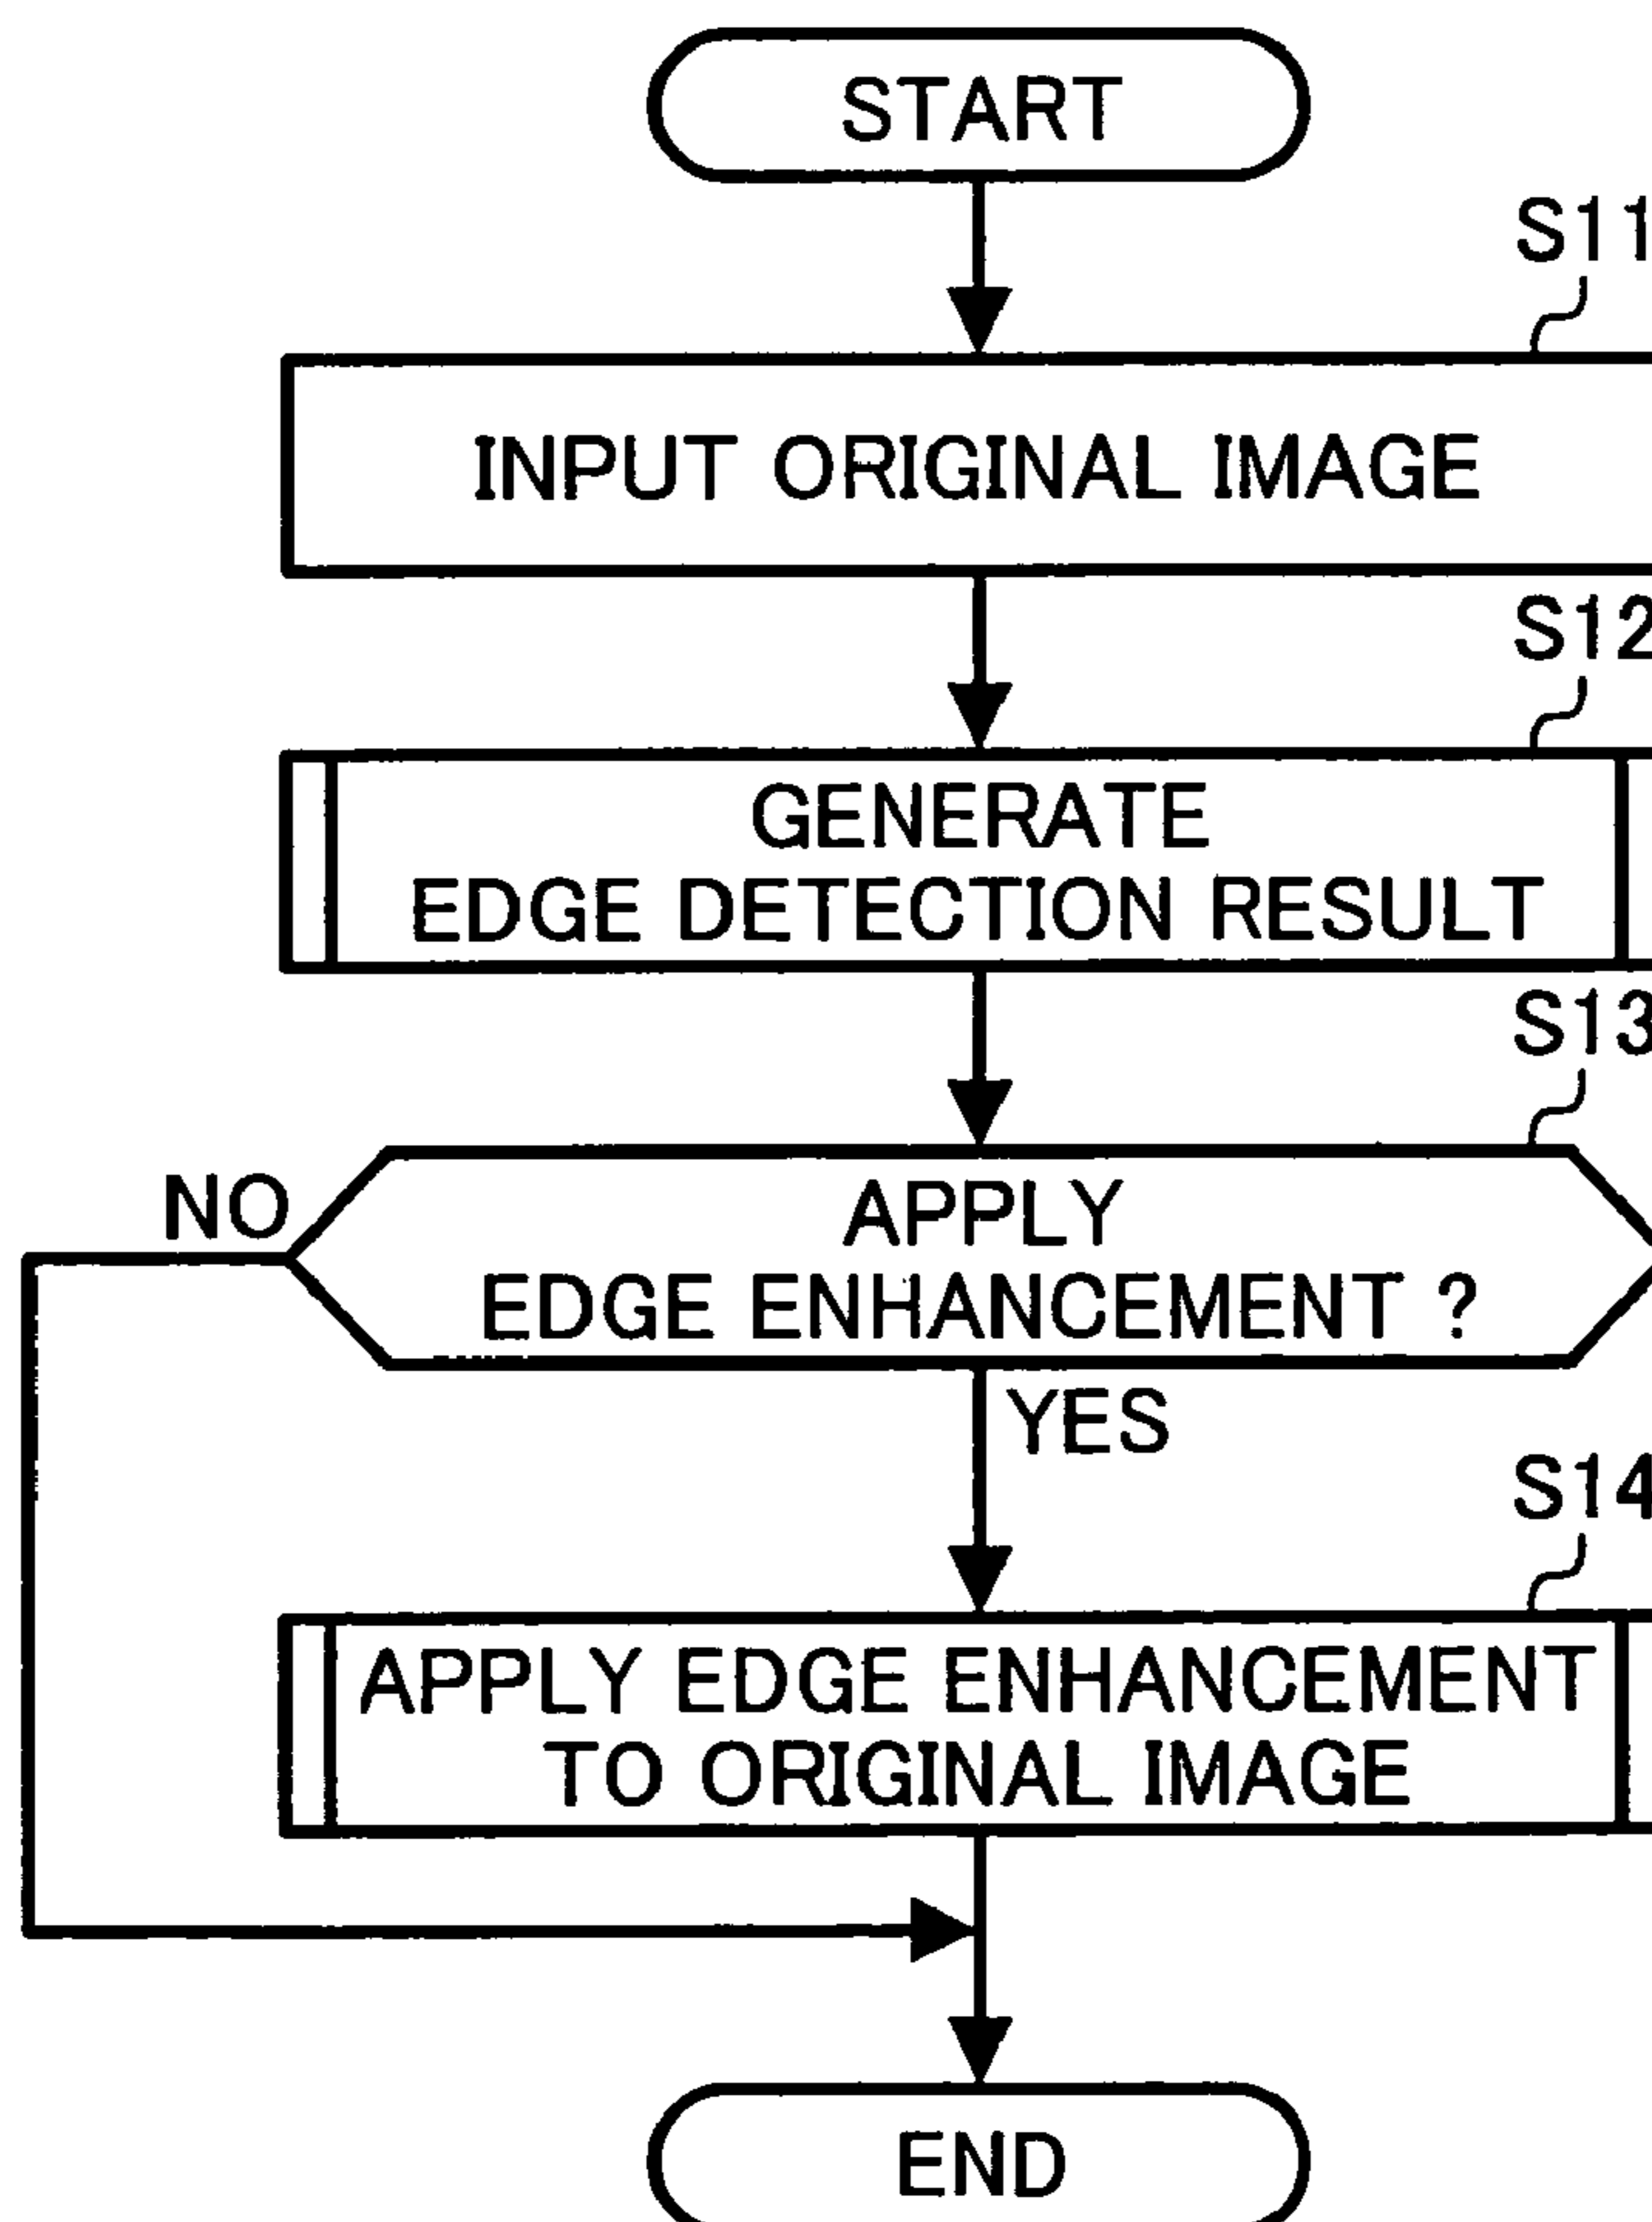 START
S11
INPUT ORIGINAL IMAGE
S12
GENERATE
EDGE DETECTION RESULT
S13
NO
APPLY
EDGE ENHANCEMENT ?
YES
S14
APPLY EDGE ENHANCEMENT
TO ORIGINAL IMAGE
END